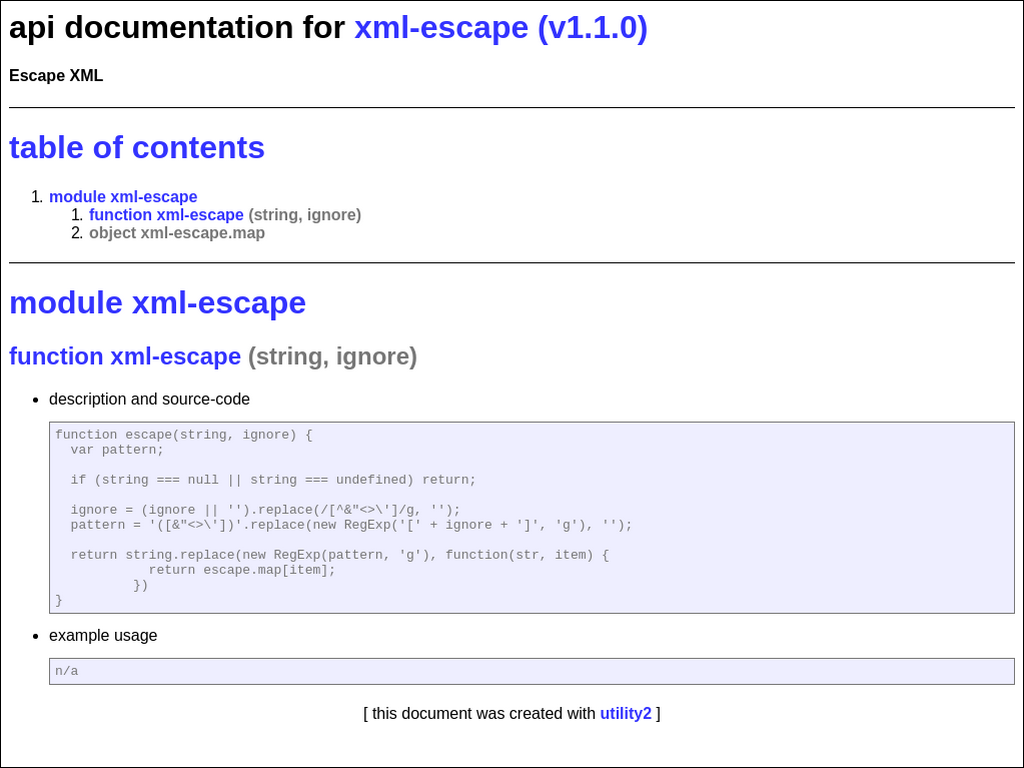 api documentation for xml-escape (v1.1.0)
Escape XML
table of contents
1. module xml-escape
1. function xml-escape (string, ignore)
2. object xml-escape.map
module xml-escape
function xml-escape (string, ignore)
• description and source-code
function escape(string, ignore) {
  var pattern;

  if (string === null || string === undefined) return;

  ignore = (ignore || '').replace(/[^&"<>\']/g, '');
  pattern = '([&"<>\'])'.replace(new RegExp('[' + ignore + ']', 'g'), '');

  return string.replace(new RegExp(pattern, 'g'), function(str, item) {
            return escape.map[item];
          })
}
• example usage
n/a
[ this document was created with utility2 ]